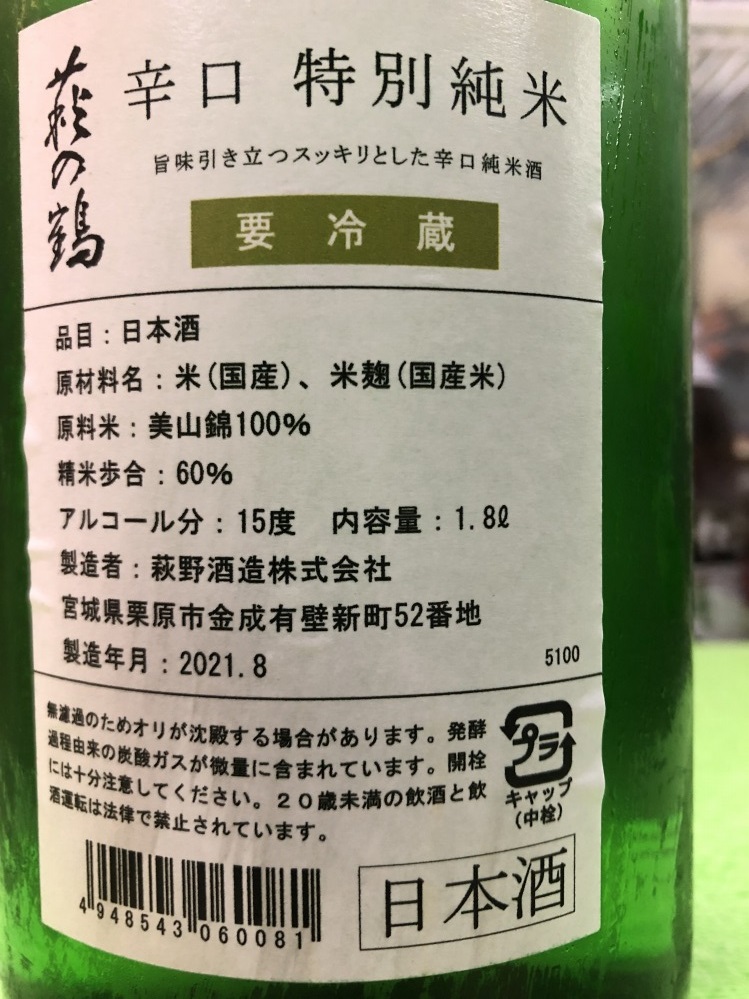 萩の鶴
辛口 特別純米
旨味引き立つスッキリとした辛口純米酒
要冷蔵
品目：日本酒
原材料名：米（国産）、米麹（国産米）
原料米：美山錦100%
精米歩合：60%
アルコール分：15度 内容量：1.8ℓ
製造者：萩野酒造株式会社
宮城県栗原市金成有壁新町52番地
製造年月：2021.8
5100
無濾過のためオリが沈殿する場合があります。発酵
過程由来の炭酸ガスが微量に含まれています。開栓
には十分注意してください。２０歳未満の飲酒と飲
酒運転は法律で禁止されています。
プラ
キャップ
（中栓）
4948543060081
日本酒